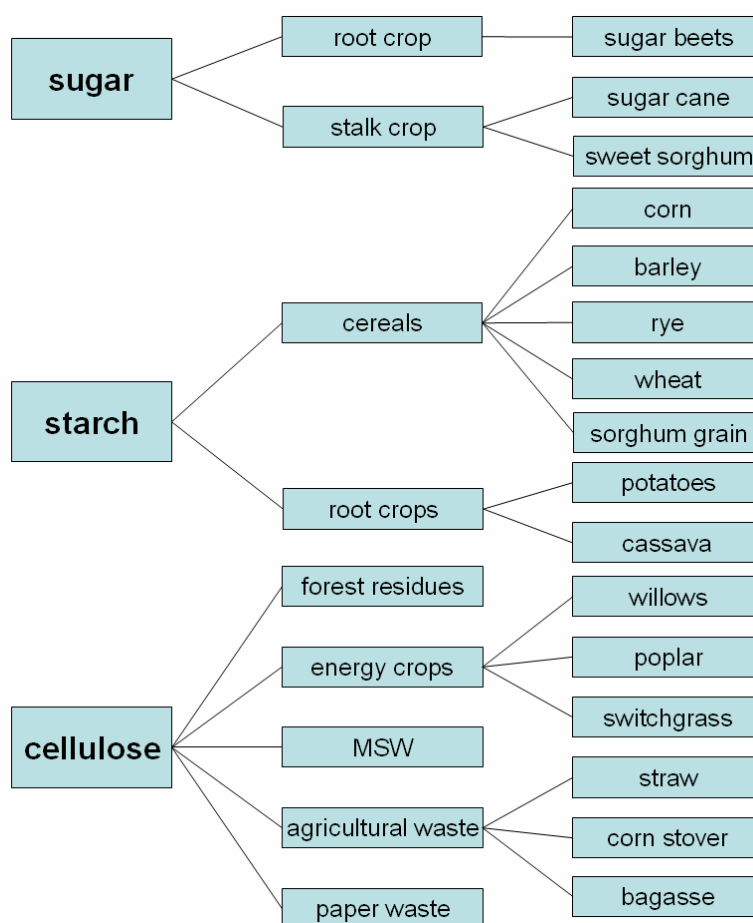 sugar
root crop
sugar beets
stalk crop
sugar cane
sweet sorghum
starch
cereals
corn
barley
rye
wheat
sorghum grain
root crops
potatoes
cassava
cellulose
forest residues
energy crops
willows
poplar
switchgrass
MSW
agricultural waste
straw
corn stover
bagasse
paper waste